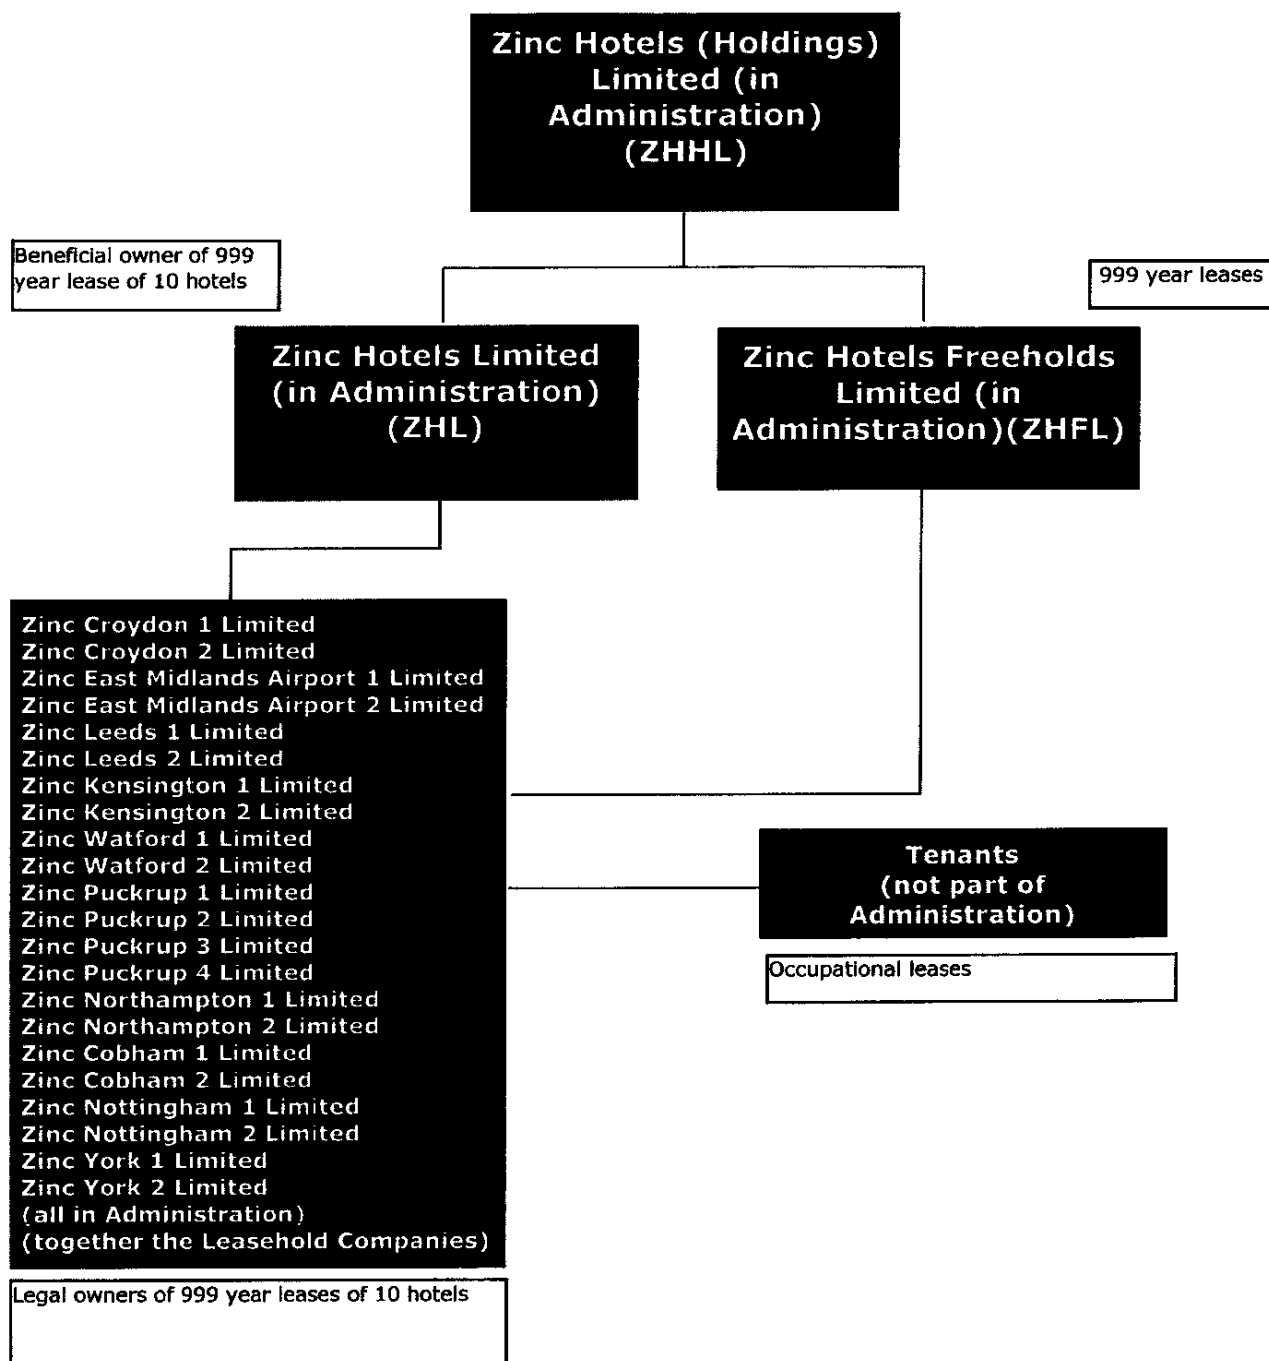 Zinc Hotels (Holdings)
Limited (in
Administration)
(ZHHL)
Beneficial owner of 999
year lease of 10 hotels
999 year leases
Zinc Hotels Limited
(in Administration)
(ZHL)
Zinc Hotels Freeholds
Limited (in
Administration)(ZHFL)
Zinc Croydon 1 Limited
Zinc Croydon 2 Limited
Zinc East Midlands Airport 1 Limited
Zinc East Midlands Airport 2 Limited
Zinc Leeds 1 Limited
Zinc Leeds 2 Limited
Zinc Kensington 1 Limited
Zinc Kensington 2 Limited
Zinc Watford 1 Limited
Zinc Watford 2 Limited
Zinc Puckrup 1 Limited
Zinc Puckrup 2 Limited
Zinc Puckrup 3 Limited
Zinc Puckrup 4 Limited
Zinc Northampton 1 Limited
Zinc Northampton 2 Limited
Zinc Cobham 1 Limited
Zinc Cobham 2 Limited
Zinc Nottingham 1 Limited
Zinc Nottingham 2 Limited
Zinc York 1 Limited
Zinc York 2 Limited
(all in Administration)
(together the Leasehold Companies)
Tenants
(not part of
Administration)
Occupational leases
Legal owners of 999 year leases of 10 hotels